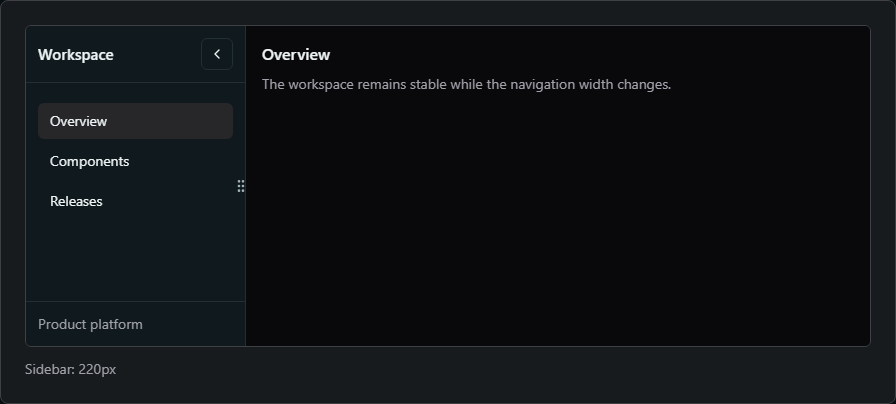 Workspace
Overview
Components
Releases
Product platform
Overview
The workspace remains stable while the navigation width changes.
Sidebar: 220px